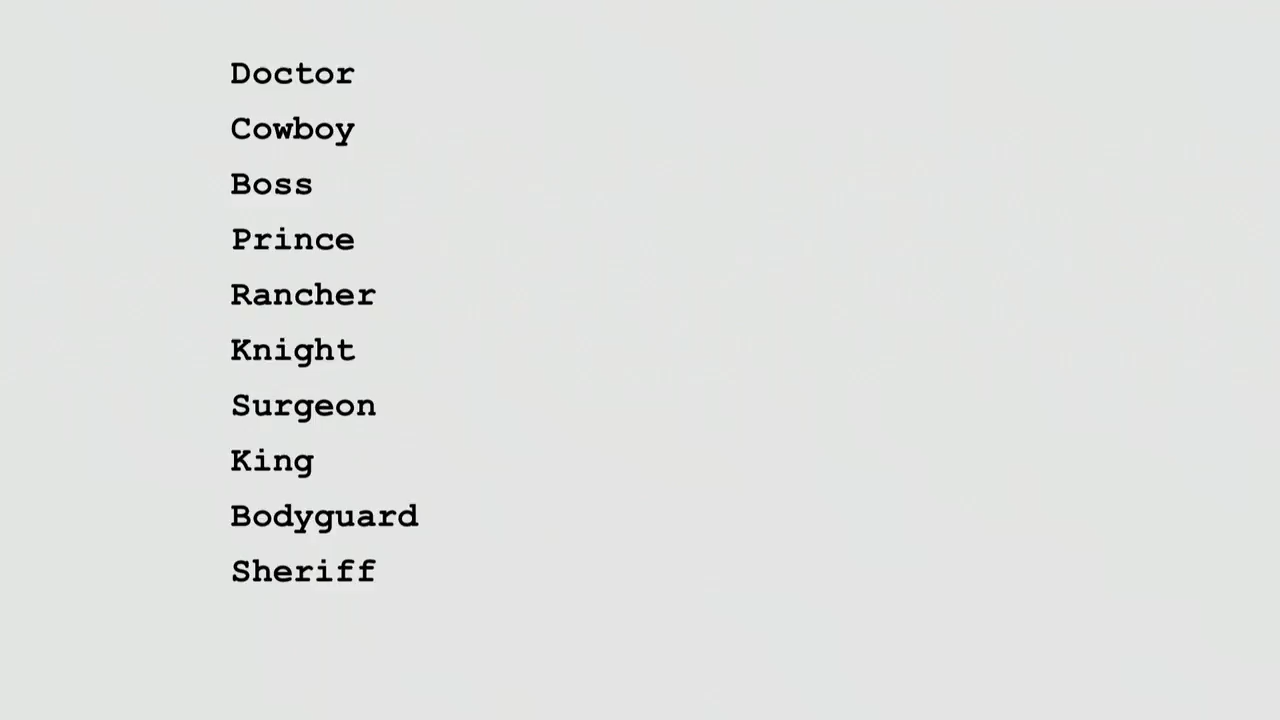 Doctor
Cowboy
Boss
Prince
Rancher
Knight
Surgeon
King
Bodyguard
Sheriff